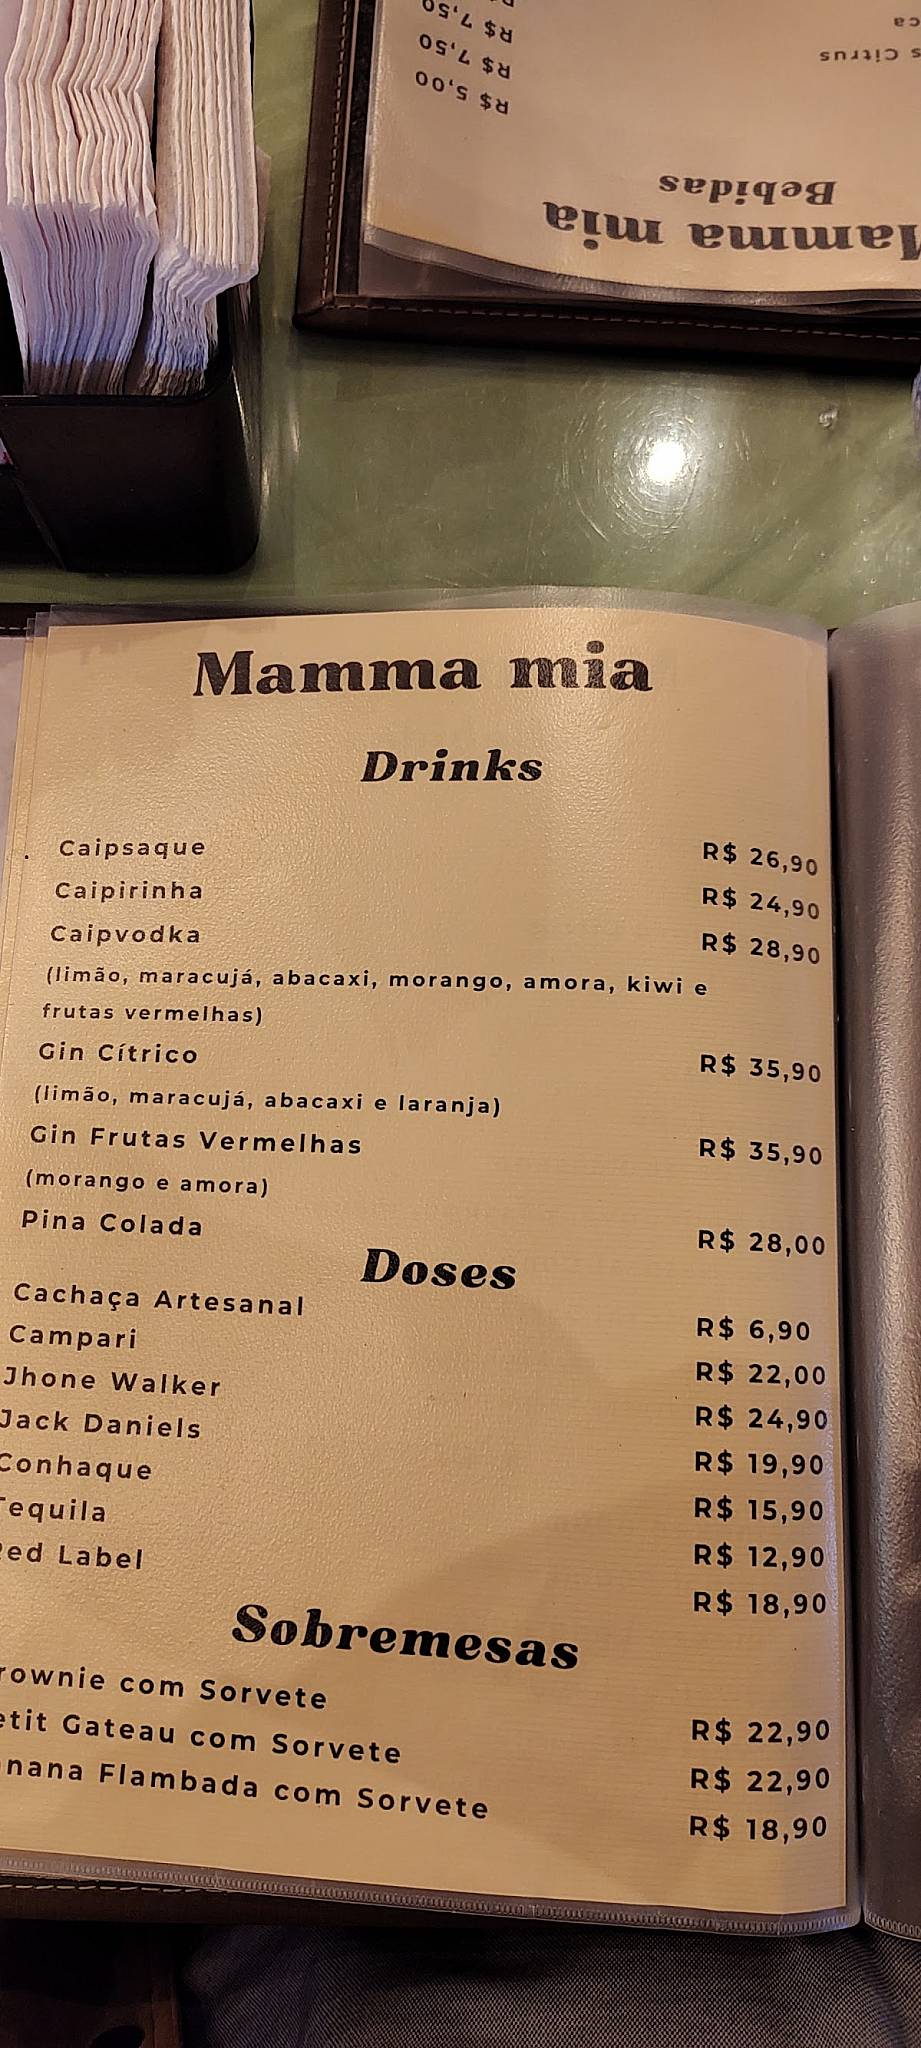 R$ 7,50
R$ 7,50
R$ 5,00
Citrus
Bebidas
mia
Mamma mia
Drinks
Caipsaque R$ 26,90
Caipirinha R$ 24,90
Caipvodka R$ 28,90
(limão, maracujá, abacaxi, morango, amora, kiwi e
frutas vermelhas)
Gin Cítrico R$ 35,90
(limão, maracujá, abacaxi e laranja)
Gin Frutas Vermelhas R$ 35,90
(morango e amora)
Pina Colada R$ 28,00
Doses
Cachaça Artesanal R$ 6,90
Campari R$ 22,00
Jhone Walker R$ 24,90
Jack Daniels R$ 19,90
Conhaque R$ 15,90
Tequila R$ 12,90
Red Label R$ 18,90
Sobremesas
rownie com Sorvete R$ 22,90
etit Gateau com Sorvete R$ 22,90
nana Flambada com Sorvete R$ 18,90